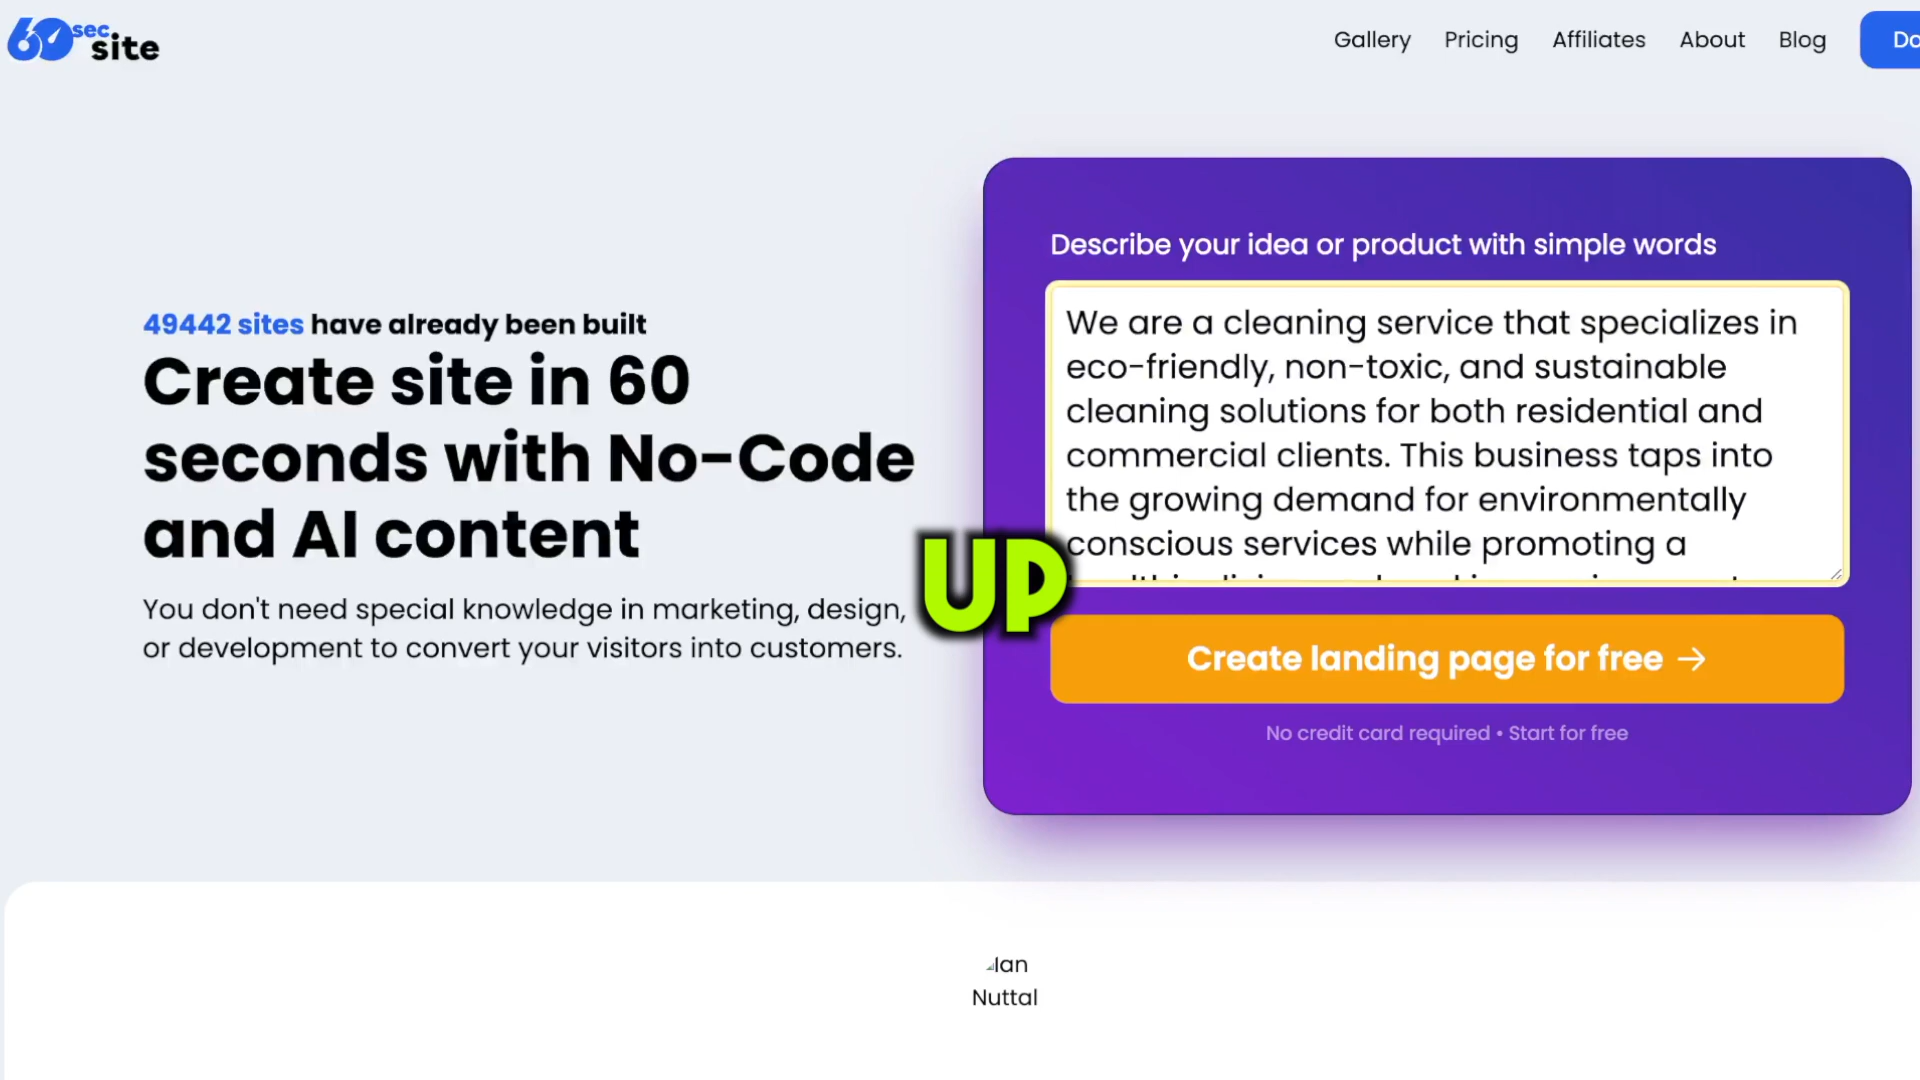 60 sec site
Gallery Pricing Affiliates About Blog Do
49442 sites have already been built
Create site in 60
seconds with No-Code
and AI content
You don't need special knowledge in marketing, design,
or development to convert your visitors into customers.
Describe your idea or product with simple words
We are a cleaning service that specializes in
eco-friendly, non-toxic, and sustainable
cleaning solutions for both residential and
commercial clients. This business taps into
the growing demand for environmentally
conscious services while promoting a
UP
Create landing page for free →
No credit card required • Start for free
Ian
Nuttal